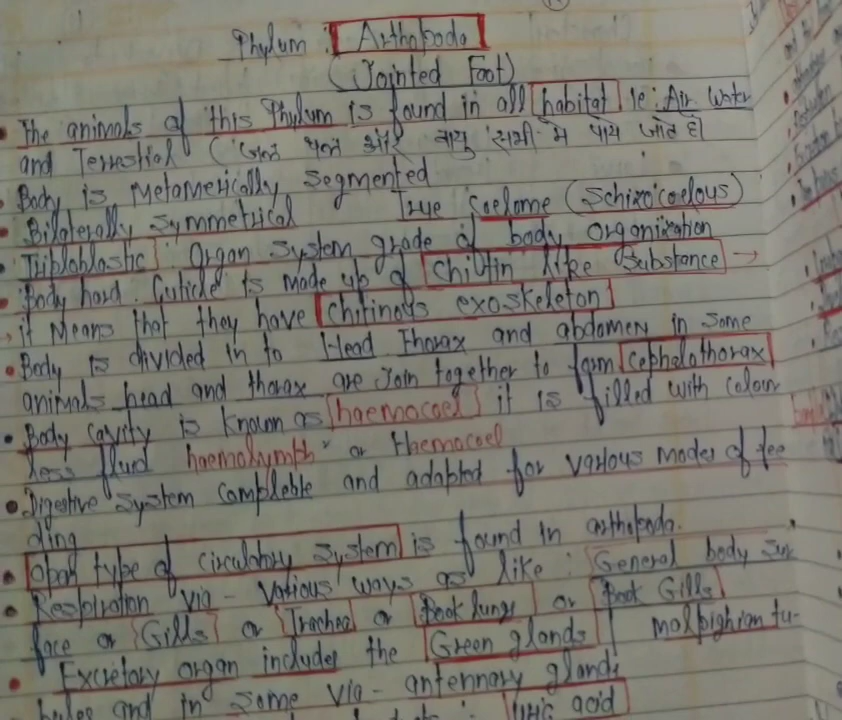 Phylum : Arthopoda
(Jointed Foot)
The animals of this Phylum is found in all habitat ie: Air Water
and Terrestial (जल थल और वायु सभी में पाये जाते है)
Body is Metamerically segmented
Bilaterally symmetrical True coelome (Schizocoelous)
Triploblastic organ system grade of body organization
Body hard. Cuticle is made up of chiltin like substance →
it Means that they have chitinous exoskeleton
Body is divided in to Head Thorax and abdomen in some
animals head and thorax are Join together to form cephalothorax
Body cavity is known as haemocoel it is filled with colour
less fluid haemolymph" or Haemocoel
Digestive system complete and adapted for various modes of fee
ding
Open type of circulatory system is found in arthopoda.
Respiration via - various ways as like : General body sur
face or Gills or Trachea or Book lungs or Book Gills
Excretory organ includes the Green glands malpighian tu-
bules and in some via - antennary glands
uric acid